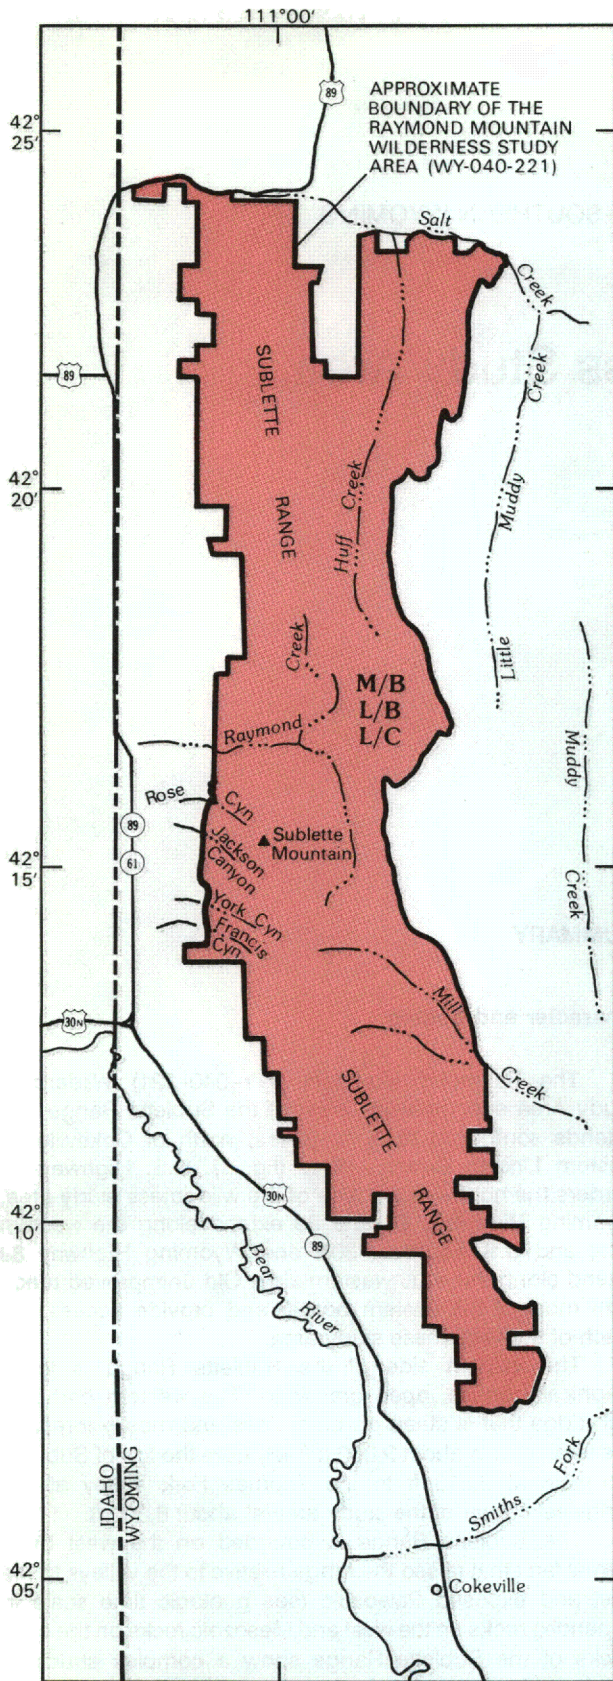 111°00'
89
APPROXIMATE
BOUNDARY OF THE
RAYMOND MOUNTAIN
WILDERNESS STUDY
AREA (WY-040-221)
42°
25'
Salt
Creek
89
SUBLETTE
RANGE
Creek
Huff
Creek
Muddy
Little
42°
20'
Creek
Raymond
M/B
L/B
L/C
Muddy
Creek
Rose
Cyn
89
61
Sublette
Mountain
Jackson
Canyon
42°
15'
York Cyn
Francis
Cyn
Mill
Creek
30N
SUBLETTE
RANGE
30N
89
42°
10'
Bear
River
IDAHO
WYOMING
Smiths
Fork
42°
05'
Cokeville